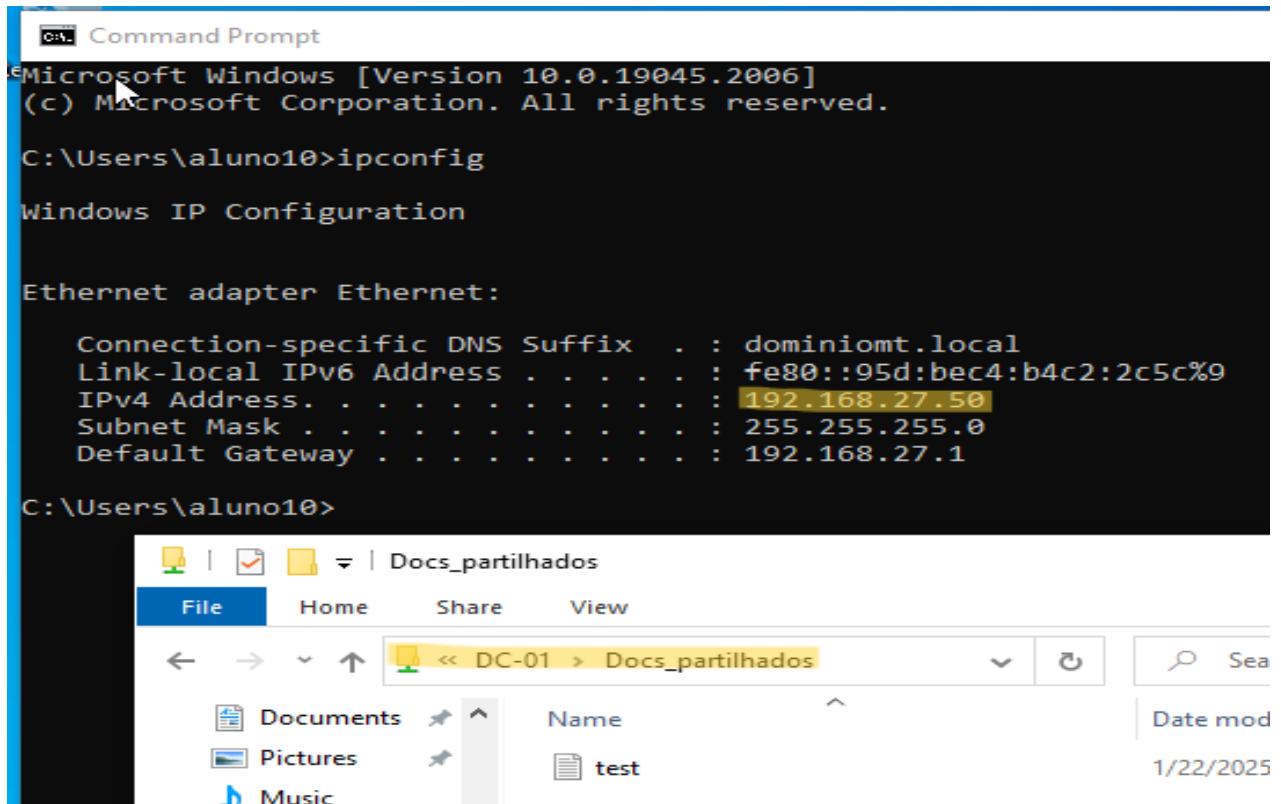 Command Prompt
Microsoft Windows [Version 10.0.19045.2006]
(c) Microsoft Corporation. All rights reserved.
C:\Users\aluno10>ipconfig
Windows IP Configuration
Ethernet adapter Ethernet:
Connection-specific DNS Suffix . : dominiomt.local
Link-local IPv6 Address . . . . . : fe80::95d:bec4:b4c2:2c5c%9
IPv4 Address. . . . . . . . . . . : 192.168.27.50
Subnet Mask . . . . . . . . . . . : 255.255.255.0
Default Gateway . . . . . . . . . : 192.168.27.1
C:\Users\aluno10>
Docs_partilhados
File Home Share View
« DC-01 > Docs_partilhados Sea
Documents Name Date mod
Pictures
test 1/22/2025
Music